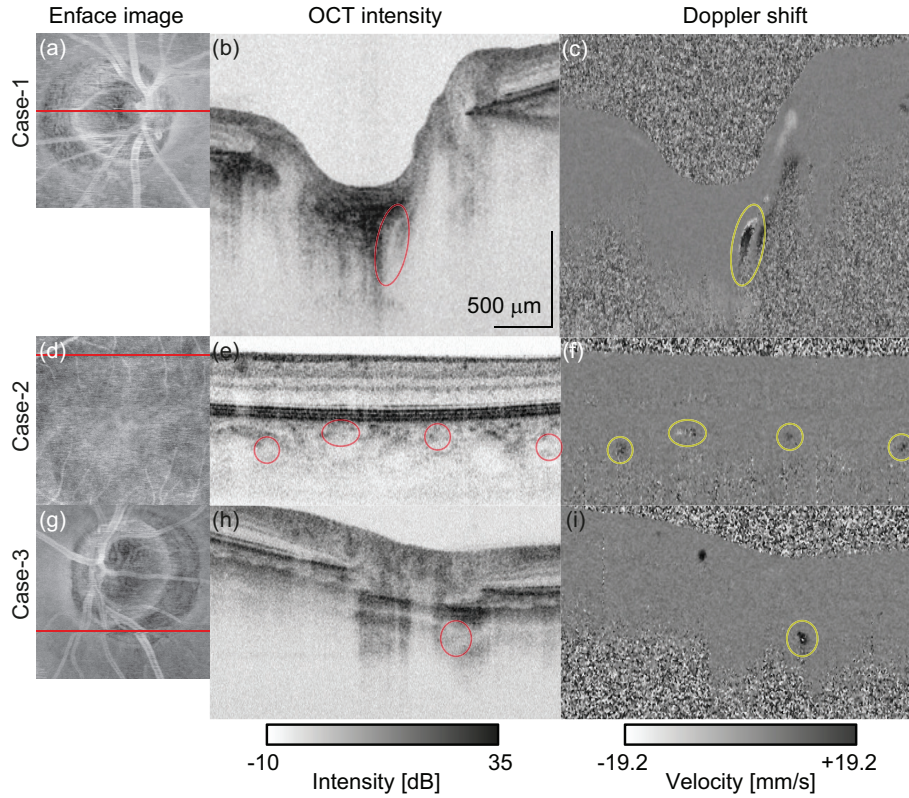 Enface image OCT intensity Doppler shift
Case-1
(a) (b) (c)
500 μm
Case-2
(d) (e) (f)
Case-3
(g) (h) (i)
-10 35 -19.2 +19.2
Intensity [dB] Velocity [mm/s]